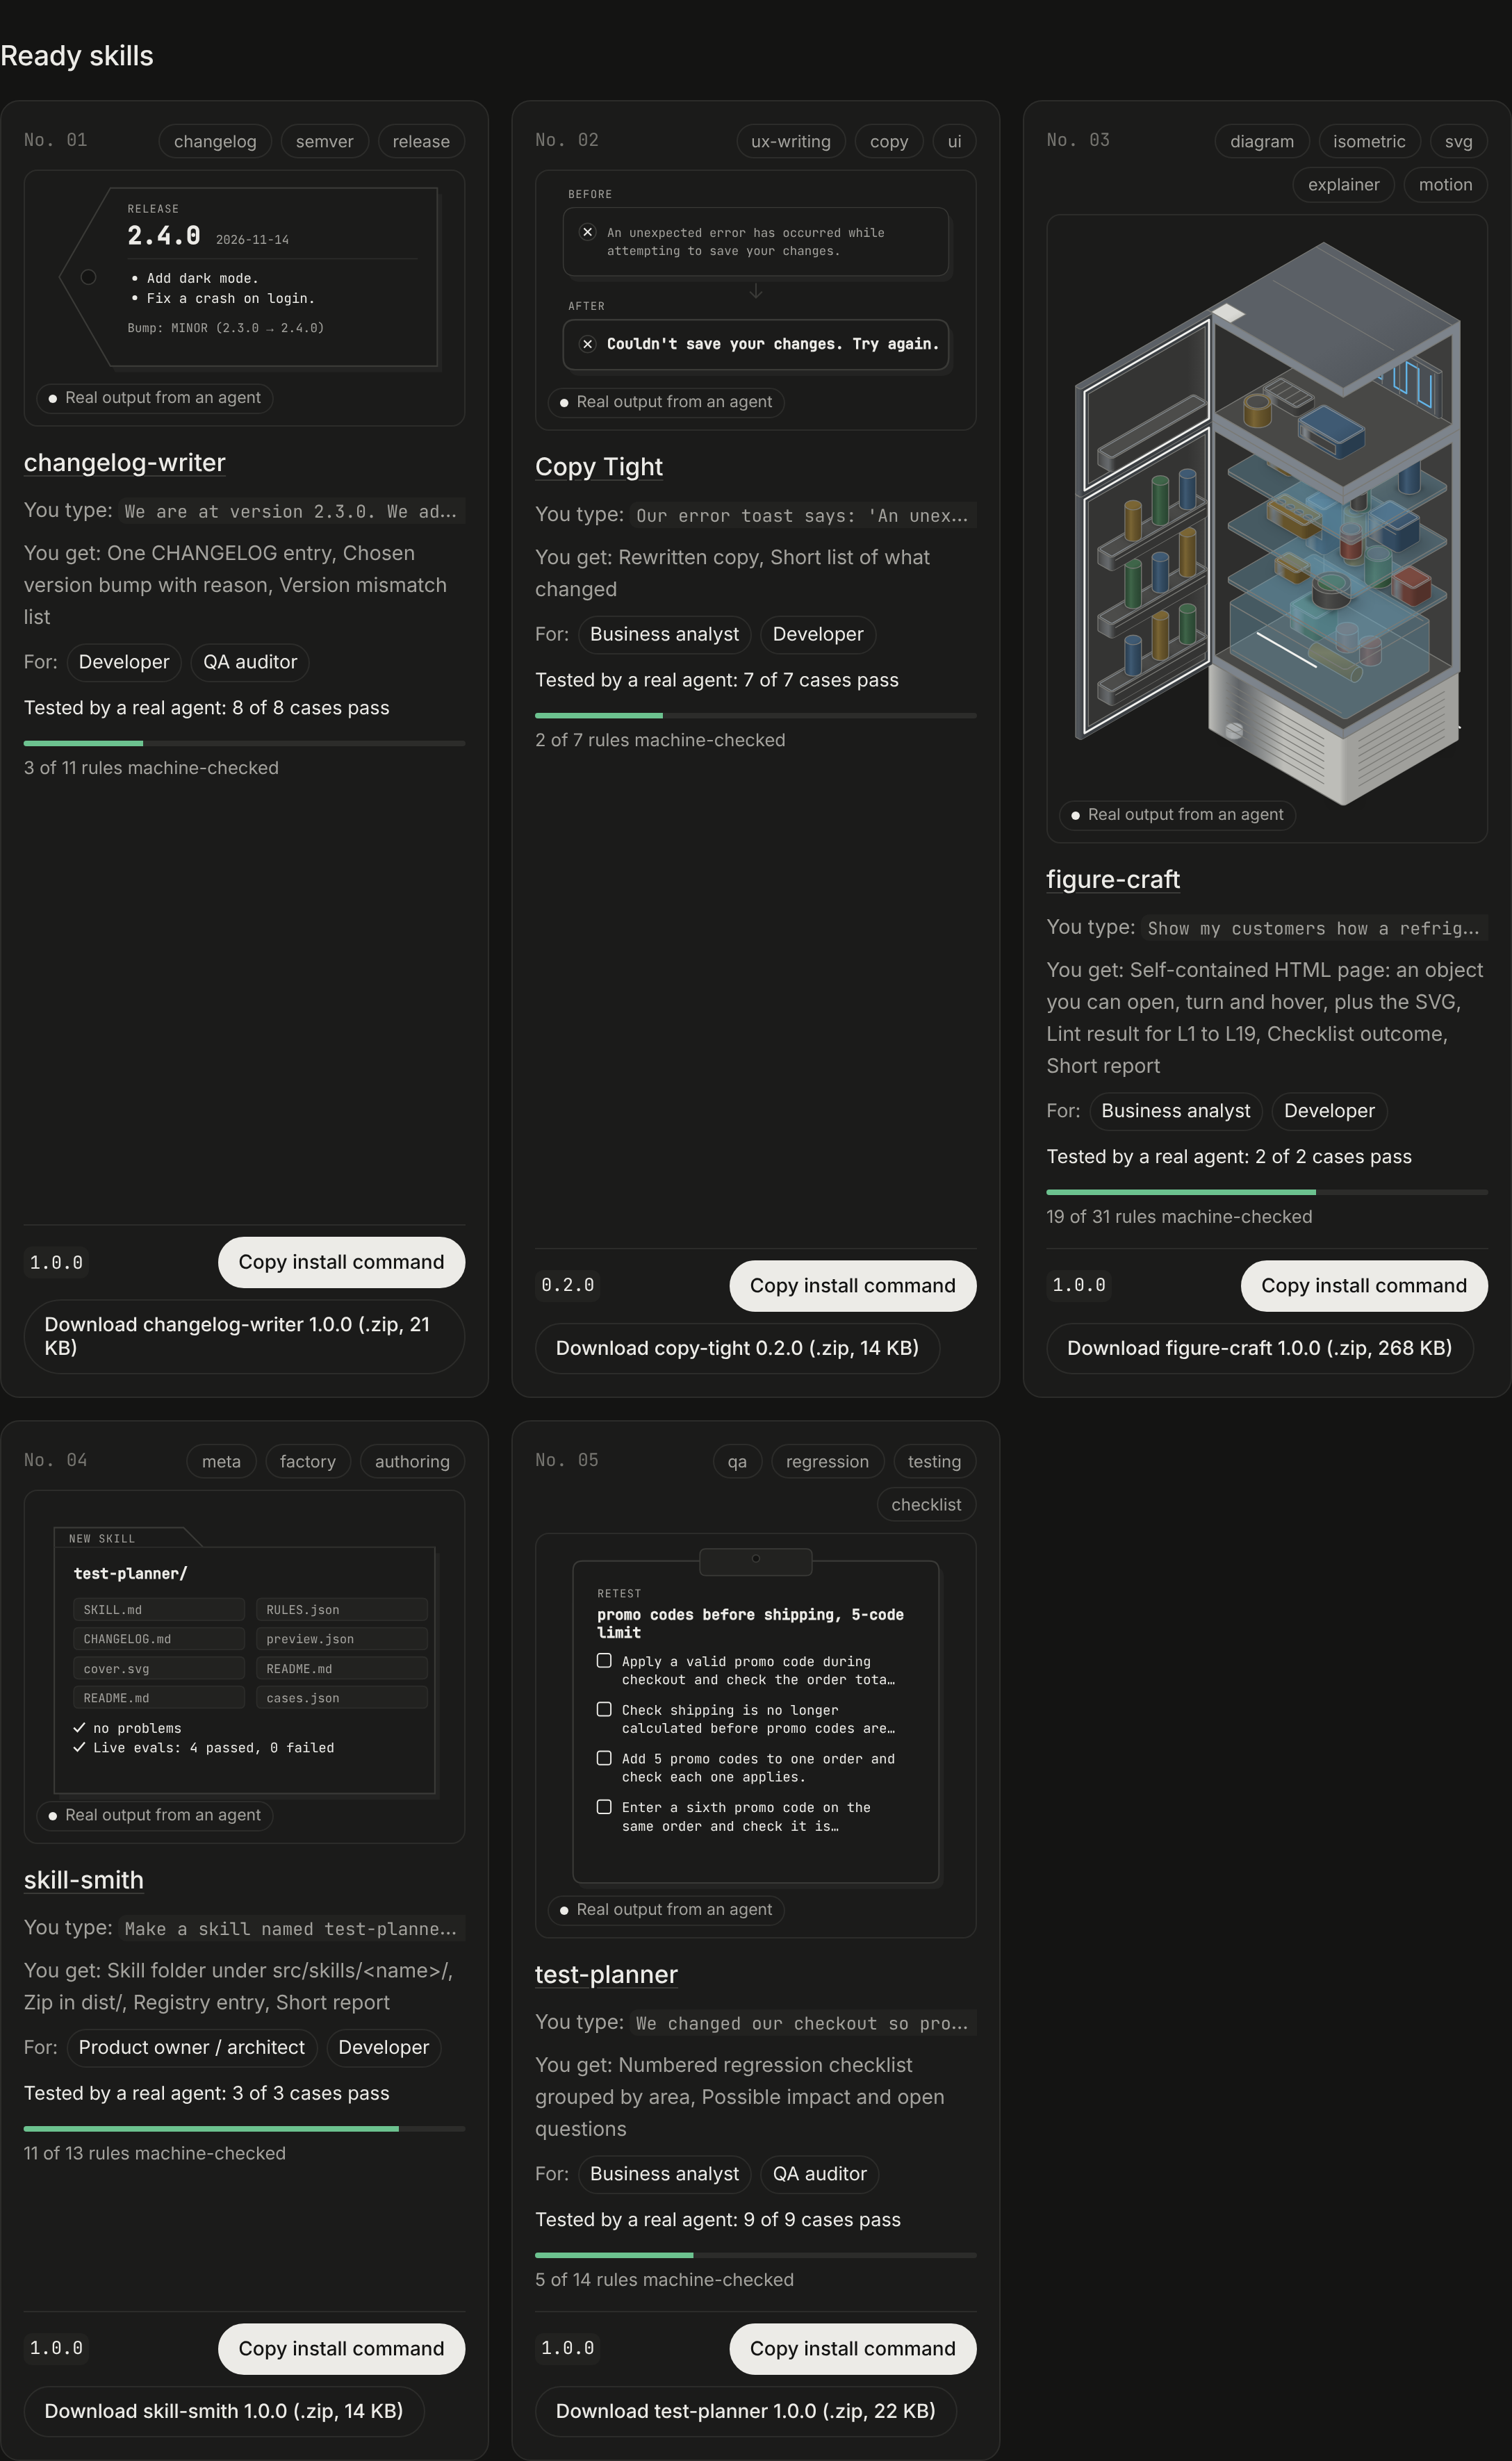 Ready skills
No. 01
changelog
semver
release
RELEASE
2.4.0 2026-11-14
• Add dark mode.
• Fix a crash on login.
Bump: MINOR (2.3.0 → 2.4.0)
Real output from an agent
changelog-writer
You type: We are at version 2.3.0. We ad...
You get: One CHANGELOG entry, Chosen
version bump with reason, Version mismatch
list
For: Developer QA auditor
Tested by a real agent: 8 of 8 cases pass
3 of 11 rules machine-checked
1.0.0
Copy install command
Download changelog-writer 1.0.0 (.zip, 21
KB)
No. 02
ux-writing
copy
ui
BEFORE
An unexpected error has occurred while
attempting to save your changes.
AFTER
Couldn't save your changes. Try again.
Real output from an agent
Copy Tight
You type: Our error toast says: 'An unex...
You get: Rewritten copy, Short list of what
changed
For: Business analyst Developer
Tested by a real agent: 7 of 7 cases pass
2 of 7 rules machine-checked
0.2.0
Copy install command
Download copy-tight 0.2.0 (.zip, 14 KB)
No. 03
diagram
isometric
svg
explainer
motion
Real output from an agent
figure-craft
You type: Show my customers how a refrig...
You get: Self-contained HTML page: an object
you can open, turn and hover, plus the SVG,
Lint result for L1 to L19, Checklist outcome,
Short report
For: Business analyst Developer
Tested by a real agent: 2 of 2 cases pass
19 of 31 rules machine-checked
1.0.0
Copy install command
Download figure-craft 1.0.0 (.zip, 268 KB)
No. 04
meta
factory
authoring
NEW SKILL
test-planner/
SKILL.md
RULES.json
CHANGELOG.md
preview.json
cover.svg
README.md
README.md
cases.json
no problems
Live evals: 4 passed, 0 failed
Real output from an agent
skill-smith
You type: Make a skill named test-planne...
You get: Skill folder under src/skills/<name>/,
Zip in dist/, Registry entry, Short report
For: Product owner / architect Developer
Tested by a real agent: 3 of 3 cases pass
11 of 13 rules machine-checked
1.0.0
Copy install command
Download skill-smith 1.0.0 (.zip, 14 KB)
No. 05
qa
regression
testing
checklist
RETEST
promo codes before shipping, 5-code
limit
Apply a valid promo code during
checkout and check the order tota…
Check shipping is no longer
calculated before promo codes are…
Add 5 promo codes to one order and
check each one applies.
Enter a sixth promo code on the
same order and check it is…
Real output from an agent
test-planner
You type: We changed our checkout so pro...
You get: Numbered regression checklist
grouped by area, Possible impact and open
questions
For: Business analyst QA auditor
Tested by a real agent: 9 of 9 cases pass
5 of 14 rules machine-checked
1.0.0
Copy install command
Download test-planner 1.0.0 (.zip, 22 KB)